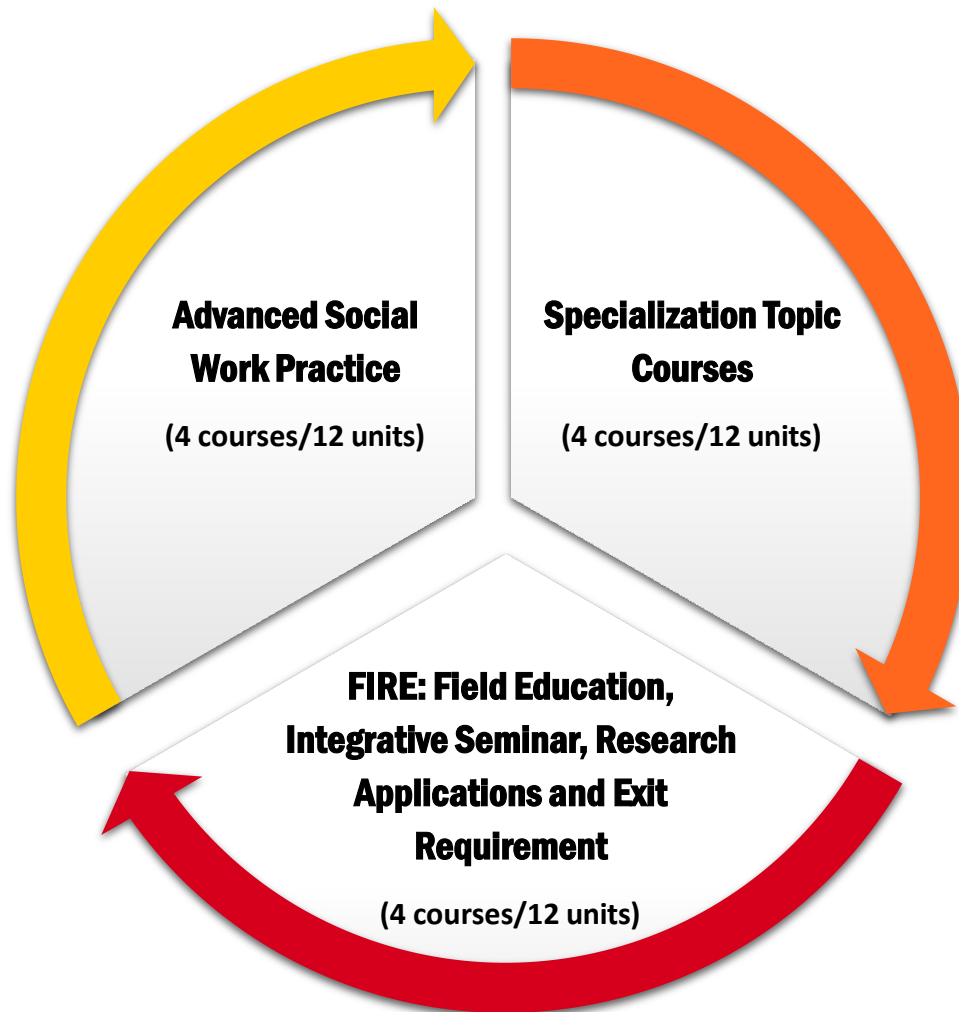 Advanced Social
Work Practice
(4 courses/12 units)
Specialization Topic
Courses
(4 courses/12 units)
FIRE: Field Education,
Integrative Seminar, Research
Applications and Exit
Requirement
(4 courses/12 units)